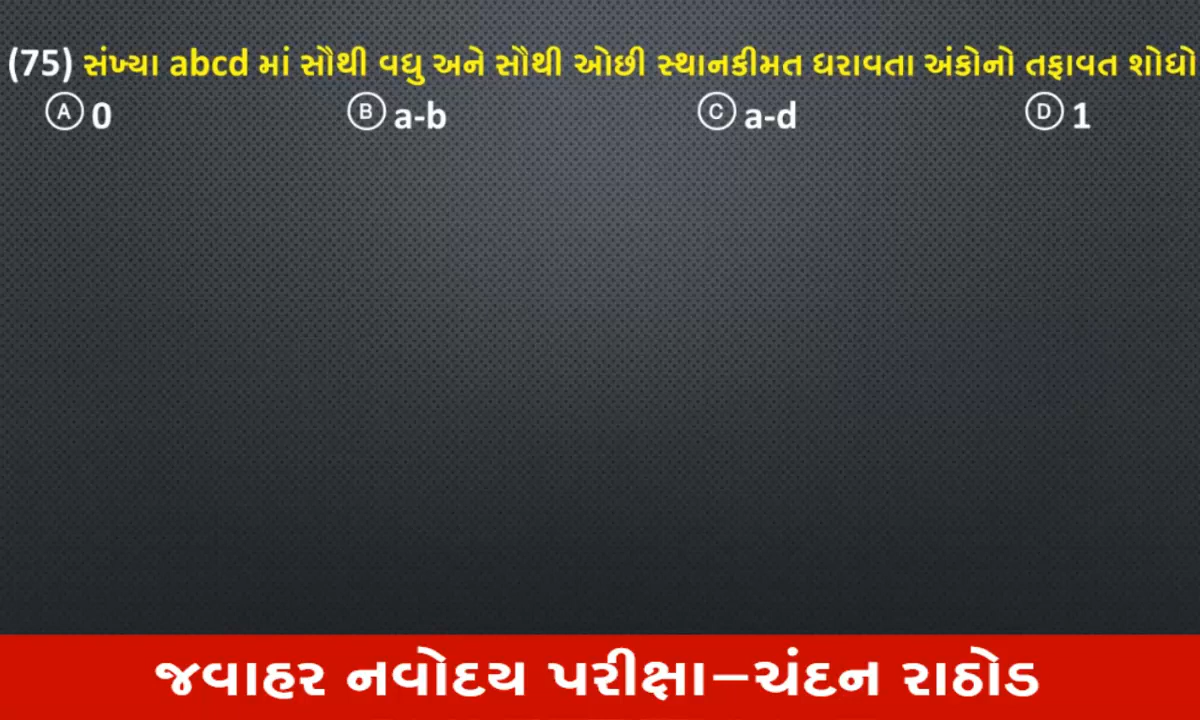 (75) સંખ્યા abcd માં સૌથી વધુ અને સૌથી ઓછી સ્થાનકીમત ધરાવતા અંકોનો તફાવત શોધો
Ⓐ 0 Ⓑ a-b Ⓒ a-d Ⓓ 1
જવાહર નવોદય પરીક્ષા–ચંદન રાઠોડ